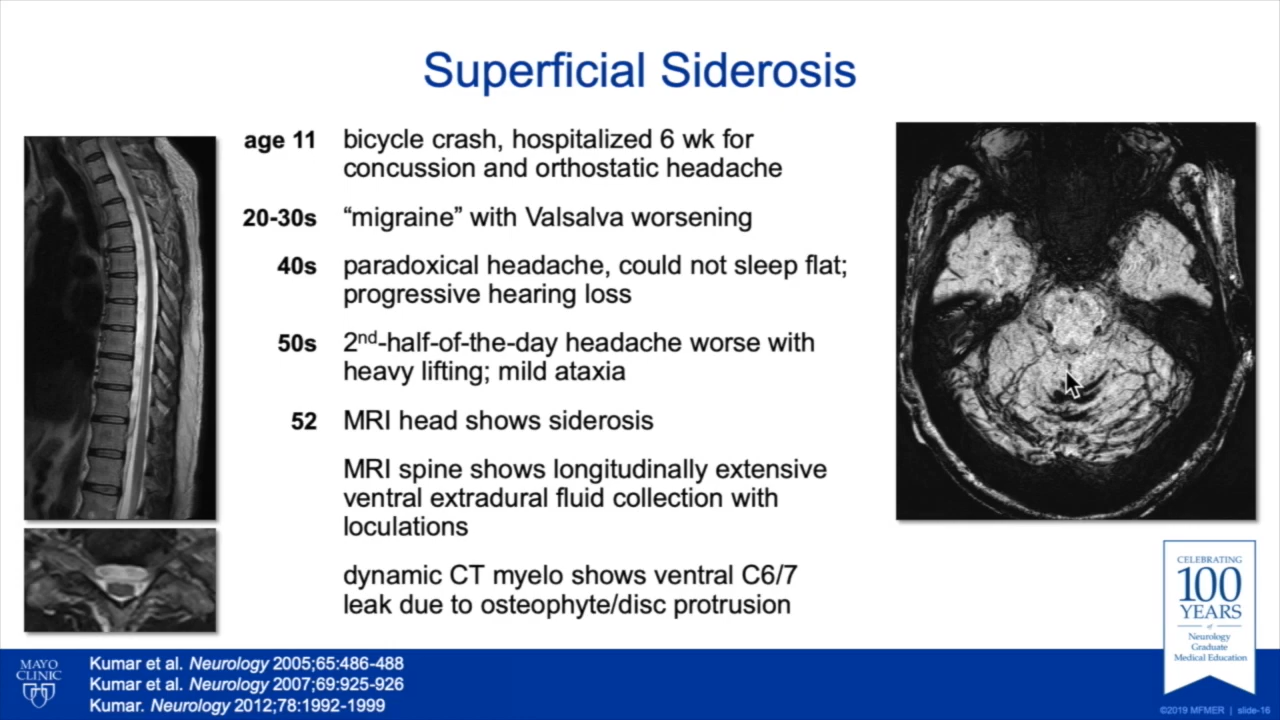 Superficial Siderosis
age 11 bicycle crash, hospitalized 6 wk for
concussion and orthostatic headache
20-30s “migraine” with Valsalva worsening
40s paradoxical headache, could not sleep flat;
progressive hearing loss
50s 2nd-half-of-the-day headache worse with
heavy lifting; mild ataxia
52 MRI head shows siderosis
MRI spine shows longitudinally extensive
ventral extradural fluid collection with
loculations
dynamic CT myelo shows ventral C6/7
leak due to osteophyte/disc protrusion
CELEBRATING
100
YEARS
of
Neurology
Graduate
Medical Education
MAYO
CLINIC
Kumar et al. Neurology 2005;65:486-488
Kumar et al. Neurology 2007;69:925-926
Kumar. Neurology 2012;78:1992-1999
©2019 MFMER | slide-16